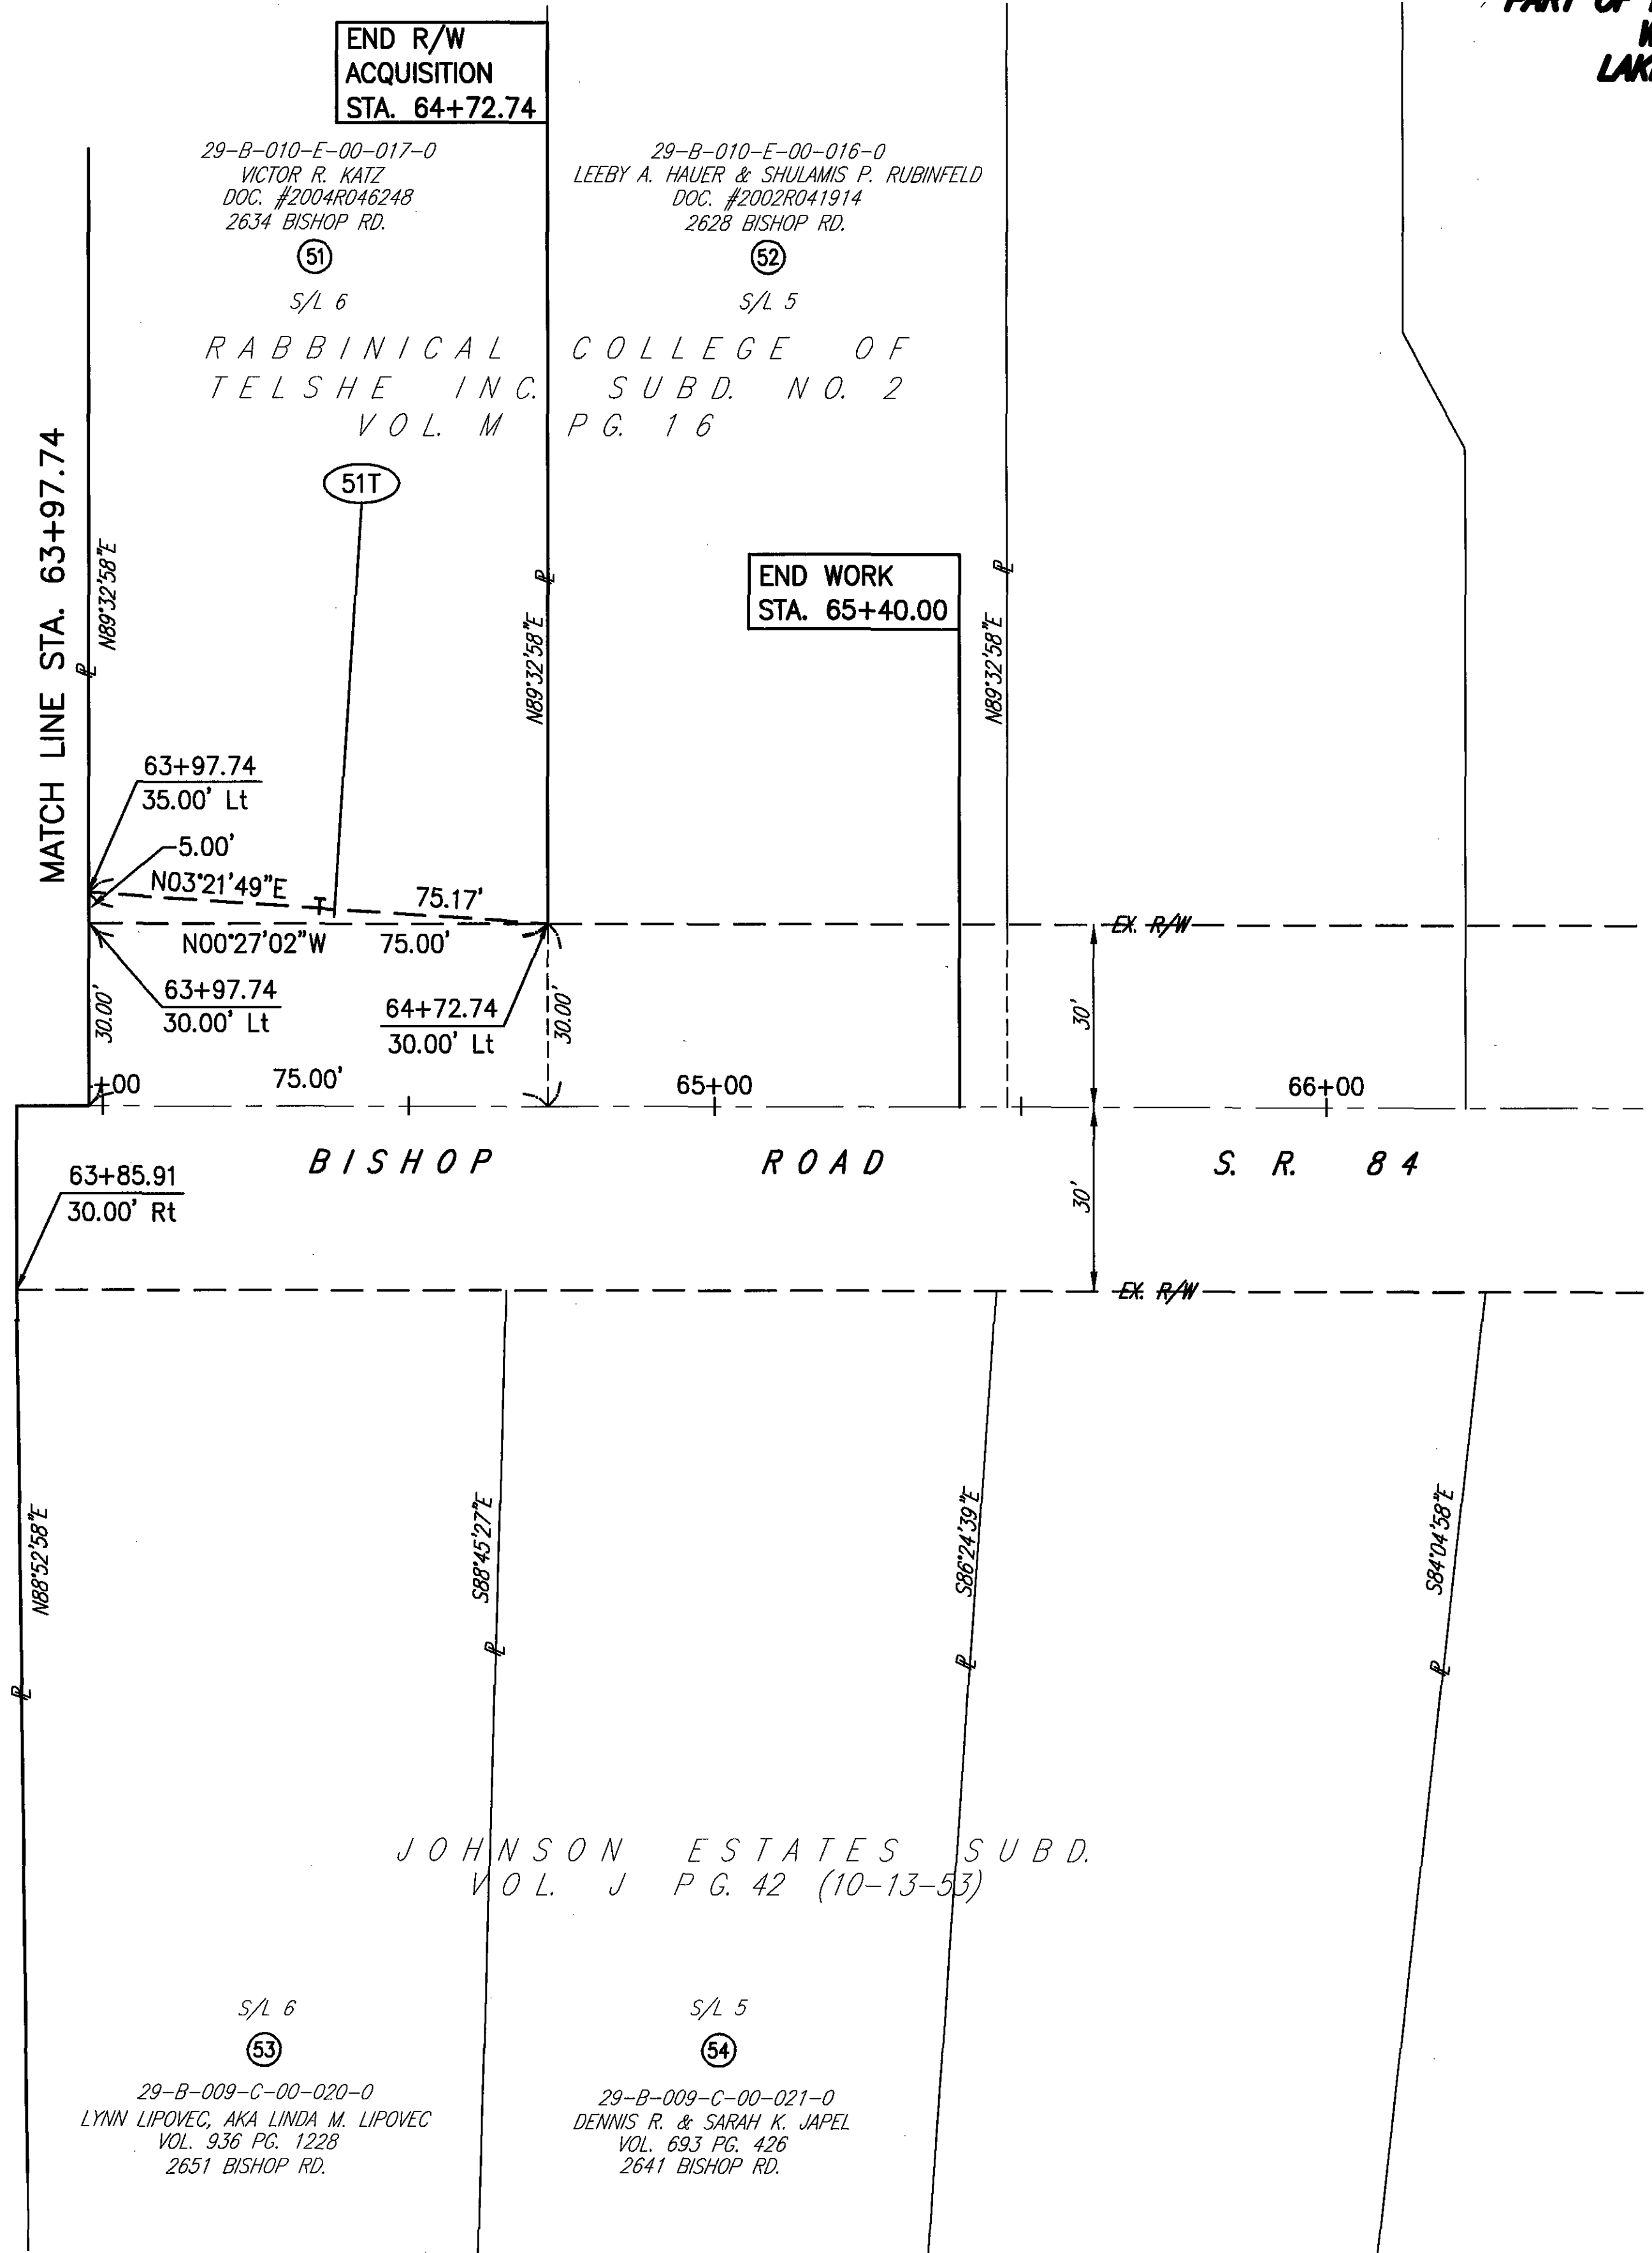 PART OF
LAK
END R/W
ACQUISITION
STA. 64+72.74
29-B-010-E-00-017-0
VICTOR R. KATZ
DOC. #2004R046248
2634 BISHOP RD.
51
S/L 6
29-B-010-E-00-016-0
LEEBY A. HAUER & SHULAMIS P. RUBINFELD
DOC. #2002R041914
2628 BISHOP RD.
52
S/L 5
RABBINICAL COLLEGE OF
TELSHE INC. SUBD. NO. 2
VOL. M PG. 16
51T
MATCH LINE STA. 63+97.74
N89°32'58"E
N89°32'58"E
END WORK
STA. 65+40.00
N89°32'58"E
63+97.74
35.00' Lt
5.00'
N03°21'49"E
T
75.17'
N00°27'02"W
75.00'
EX. R/W
63+97.74
30.00' Lt
30.00'
64+72.74
30.00' Lt
30.00'
30'
+00
75.00'
65+00
66+00
BISHOP ROAD S. R. 84
63+85.91
30.00' Rt
30'
EX. R/W
N88°52'58"E
S88°45'27"E
S86°24'39"E
S84°04'58"E
JOHNSON ESTATES SUBD.
VOL. J PG. 42 (10-13-53)
S/L 6
53
29-B-009-C-00-020-0
LYNN LIPOVEC, AKA LINDA M. LIPOVEC
VOL. 936 PG. 1228
2651 BISHOP RD.
S/L 5
54
29-B-009-C-00-021-0
DENNIS R. & SARAH K. JAPEL
VOL. 693 PG. 426
2641 BISHOP RD.